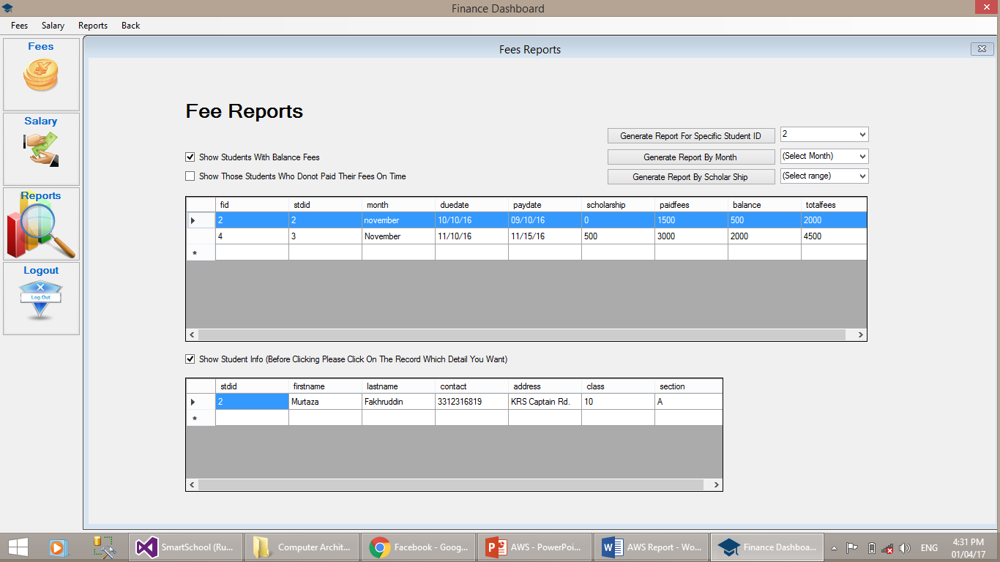 Finance Dashboard
Fees Salary Reports Back
Fees
Salary
Reports
Logout
Log Out
Fees Reports
Fee Reports
Generate Report For Specific Student ID 2
Show Students With Balance Fees
Generate Report By Month (Select Month)
Show Those Students Who Donot Paid Their Fees On Time
Generate Report By Scholar Ship (Select range)
fid stdid month duedate paydate scholarship paidfees balance totalfees
2 2 november 10/10/16 09/10/16 0 1500 500 2000
4 3 November 11/10/16 11/15/16 500 3000 2000 4500
Show Student Info (Before Clicking Please Click On The Record Which Detail You Want)
stdid firstname lastname contact address class section
2 Murtaza Fakhruddin 3312316819 KRS Captain Rd. 10 A
SmartSchool (Ru... Computer Archit... Facebook - Goog... AWS - PowerPoi... AWS Report - Wo... Finance Dashboa... ENG 4:31 PM
01/04/17